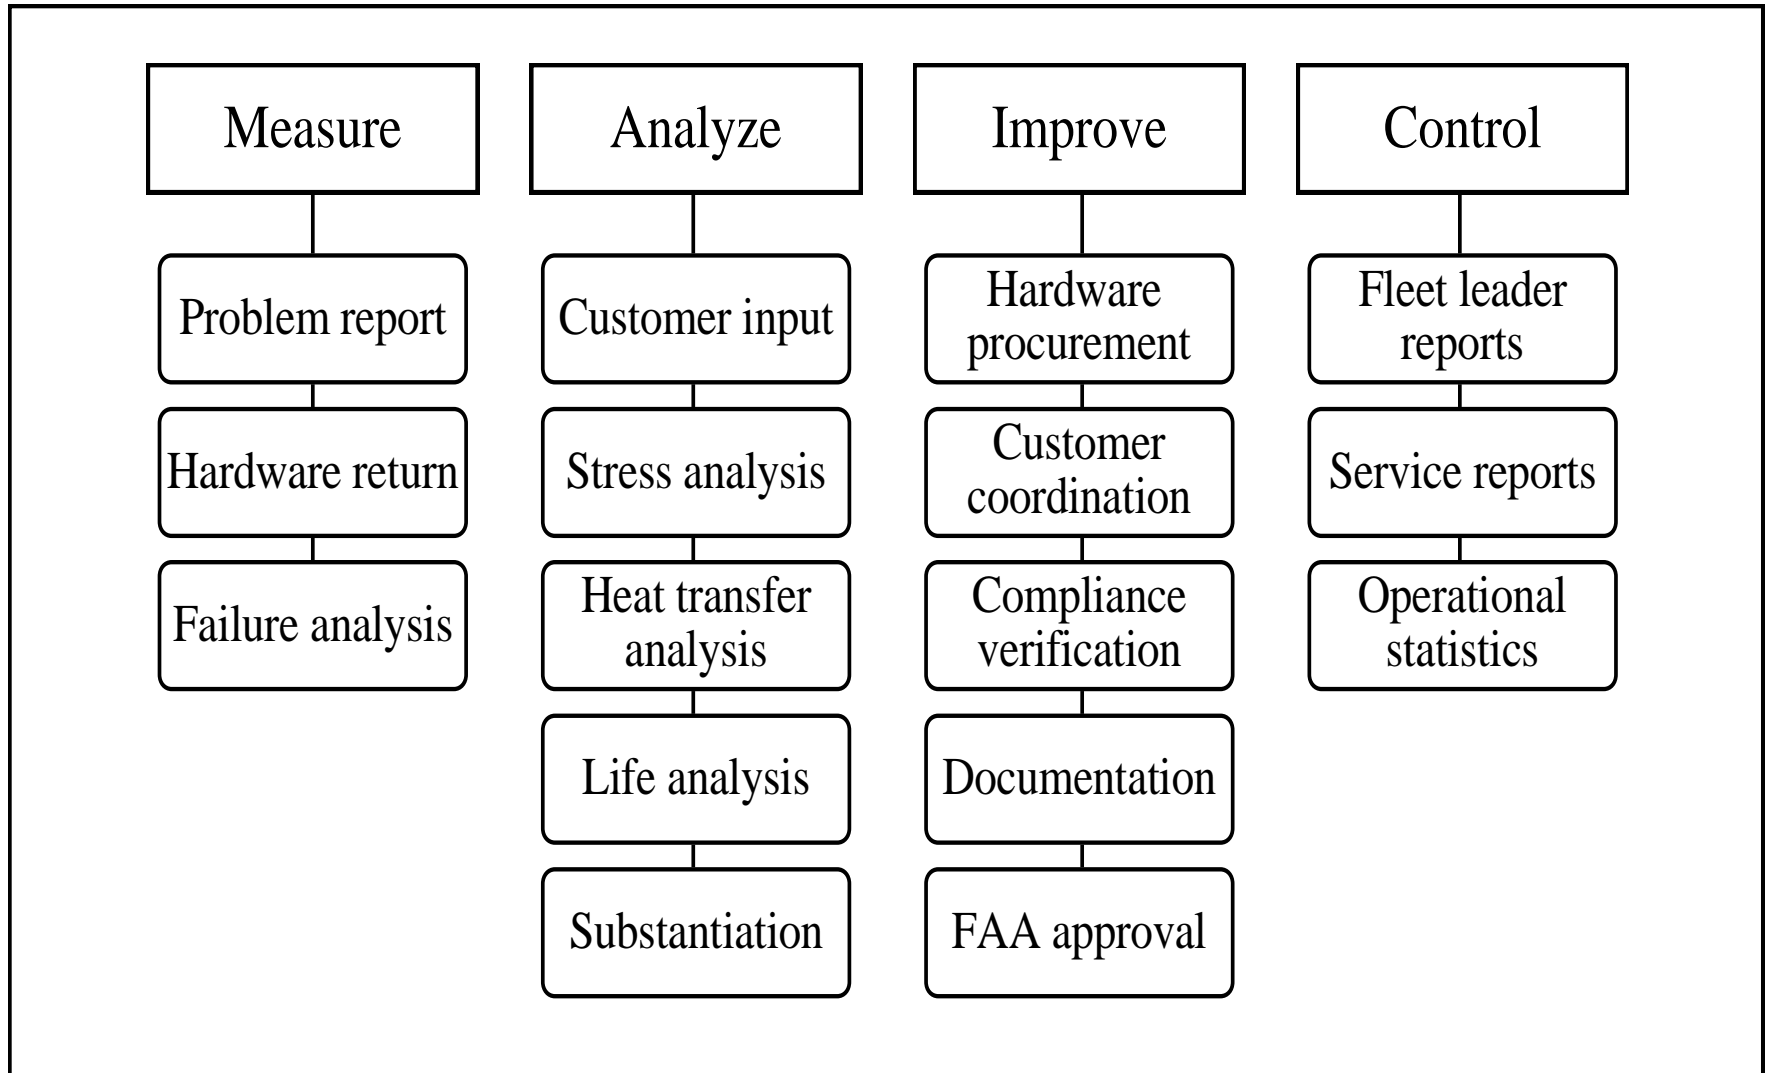 Measure
Problem report
Hardware return
Failure analysis
Analyze
Customer input
Stress analysis
Heat transfer
analysis
Life analysis
Substantiation
Improve
Hardware
procurement
Customer
coordination
Compliance
verification
Documentation
FAA approval
Control
Fleet leader
reports
Service reports
Operational
statistics